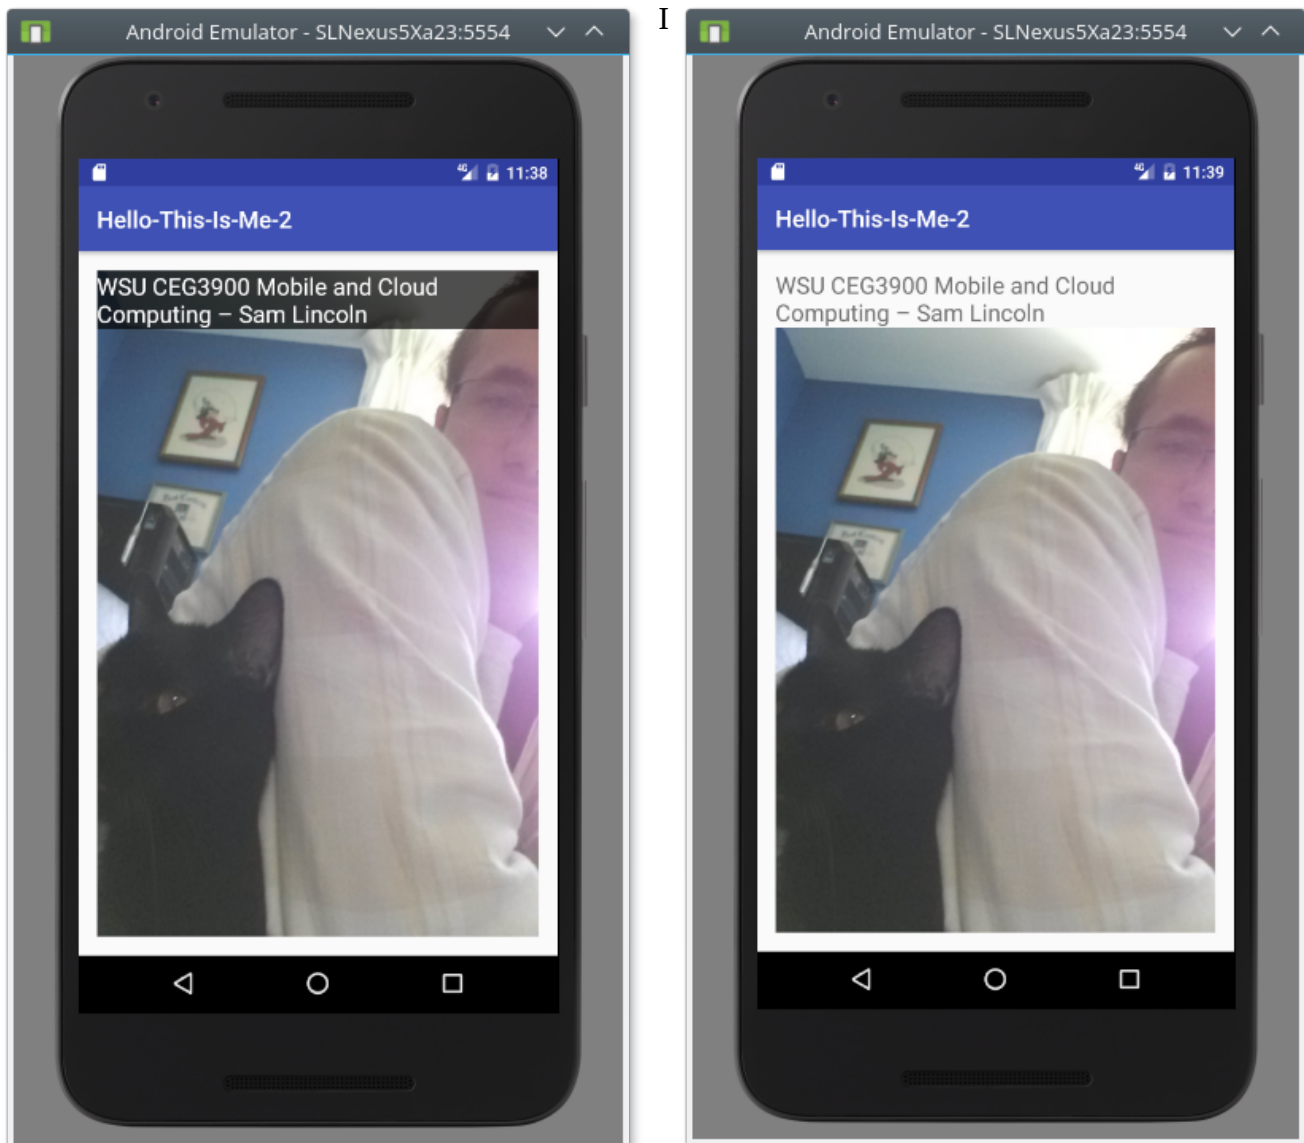 Android Emulator - SLNexus5Xa23:5554
4G 11:38
Hello-This-Is-Me-2
WSU CEG3900 Mobile and Cloud
Computing – Sam Lincoln
I
Android Emulator - SLNexus5Xa23:5554
4G 11:39
Hello-This-Is-Me-2
WSU CEG3900 Mobile and Cloud
Computing – Sam Lincoln